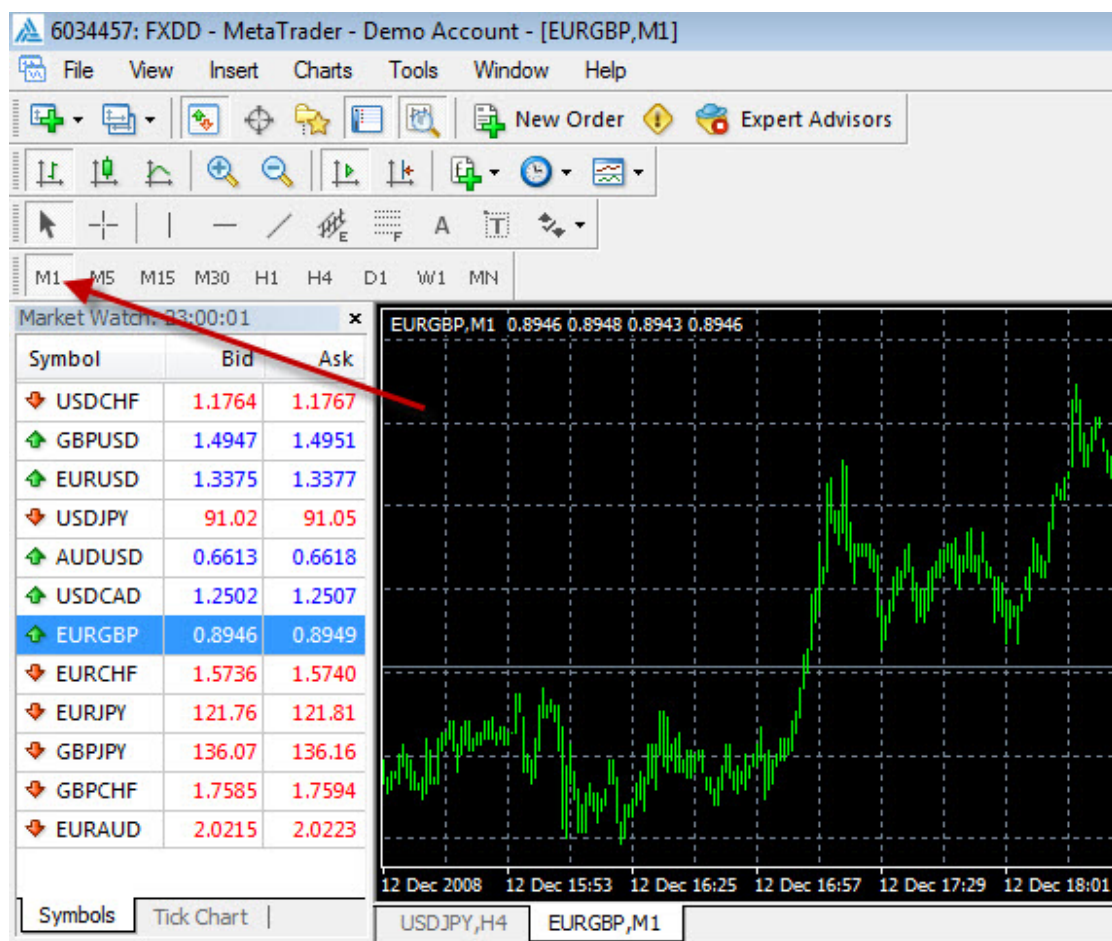 6034457: FXDD - MetaTrader - Demo Account - [EURGBP,M1]
File View Insert Charts Tools Window Help
New Order Expert Advisors
E F A T
M1 M5 M15 M30 H1 H4 D1 W1 MN
Market Watch: 23:00:01
Symbol Bid Ask
USDCHF 1.1764 1.1767
GBPUSD 1.4947 1.4951
EURUSD 1.3375 1.3377
USDJPY 91.02 91.05
AUDUSD 0.6613 0.6618
USDCAD 1.2502 1.2507
EURGBP 0.8946 0.8949
EURCHF 1.5736 1.5740
EURJPY 121.76 121.81
GBPJPY 136.07 136.16
GBPCHF 1.7585 1.7594
EURAUD 2.0215 2.0223
Symbols Tick Chart
EURGBP,M1 0.8946 0.8948 0.8943 0.8946
12 Dec 2008 12 Dec 15:53 12 Dec 16:25 12 Dec 16:57 12 Dec 17:29 12 Dec 18:01
USDJPY,H4 EURGBP,M1